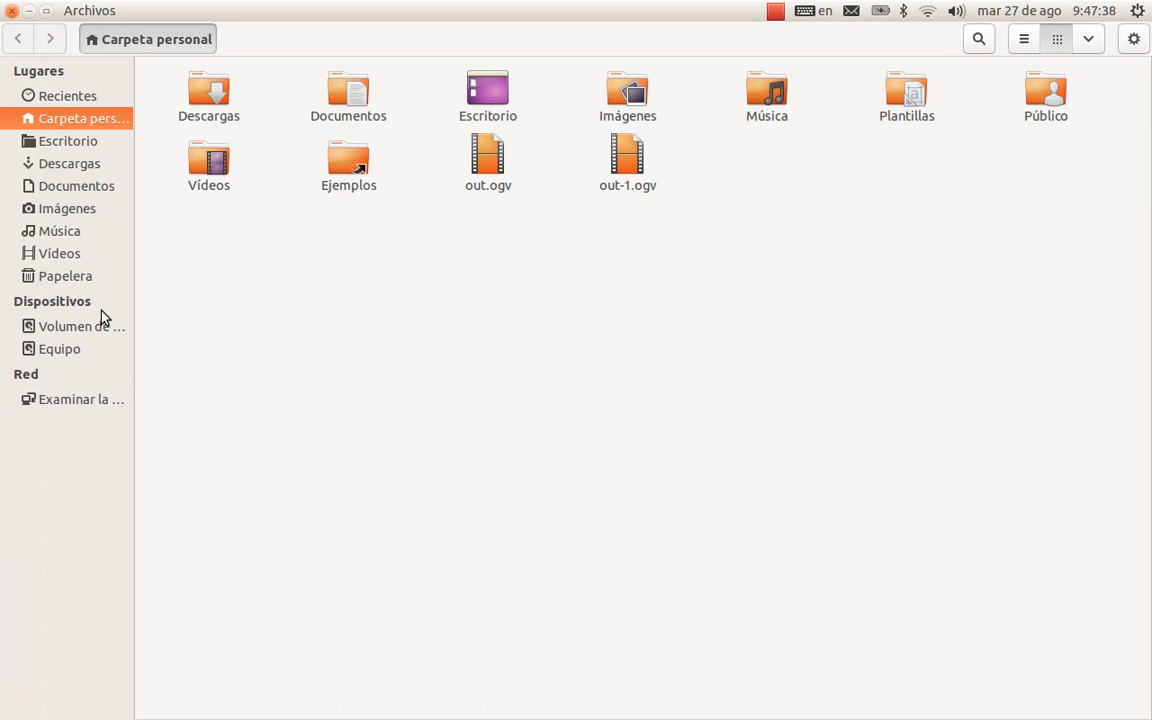 Archivos
en
mar 27 de ago
9:47:38
Carpeta personal
Lugares
Recientes
Carpeta pers...
Escritorio
Descargas
Documentos
Imágenes
Música
Vídeos
Papelera
Dispositivos
Volumen de ...
Equipo
Red
Examinar la ...
Descargas
Documentos
Escritorio
Imágenes
Música
Plantillas
Público
Vídeos
Ejemplos
out.ogv
out-1.ogv